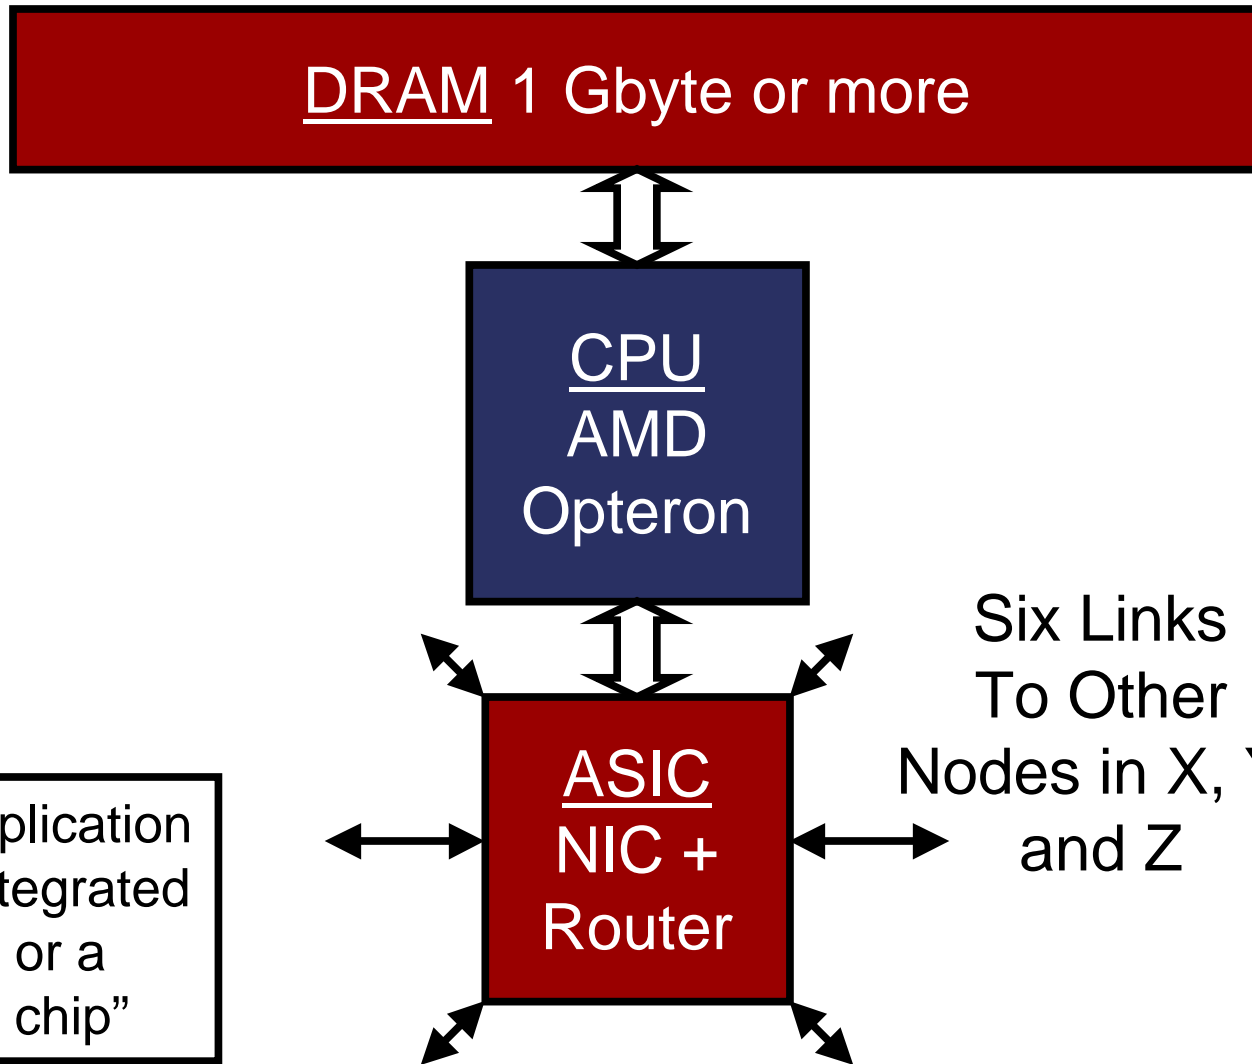 DRAM 1 Gbyte or more
CPU
AMD
Opteron
Six Links
To Other
Nodes in X,
and Z
ASIC
NIC +
Router
plication
tegrated
or a
chip”